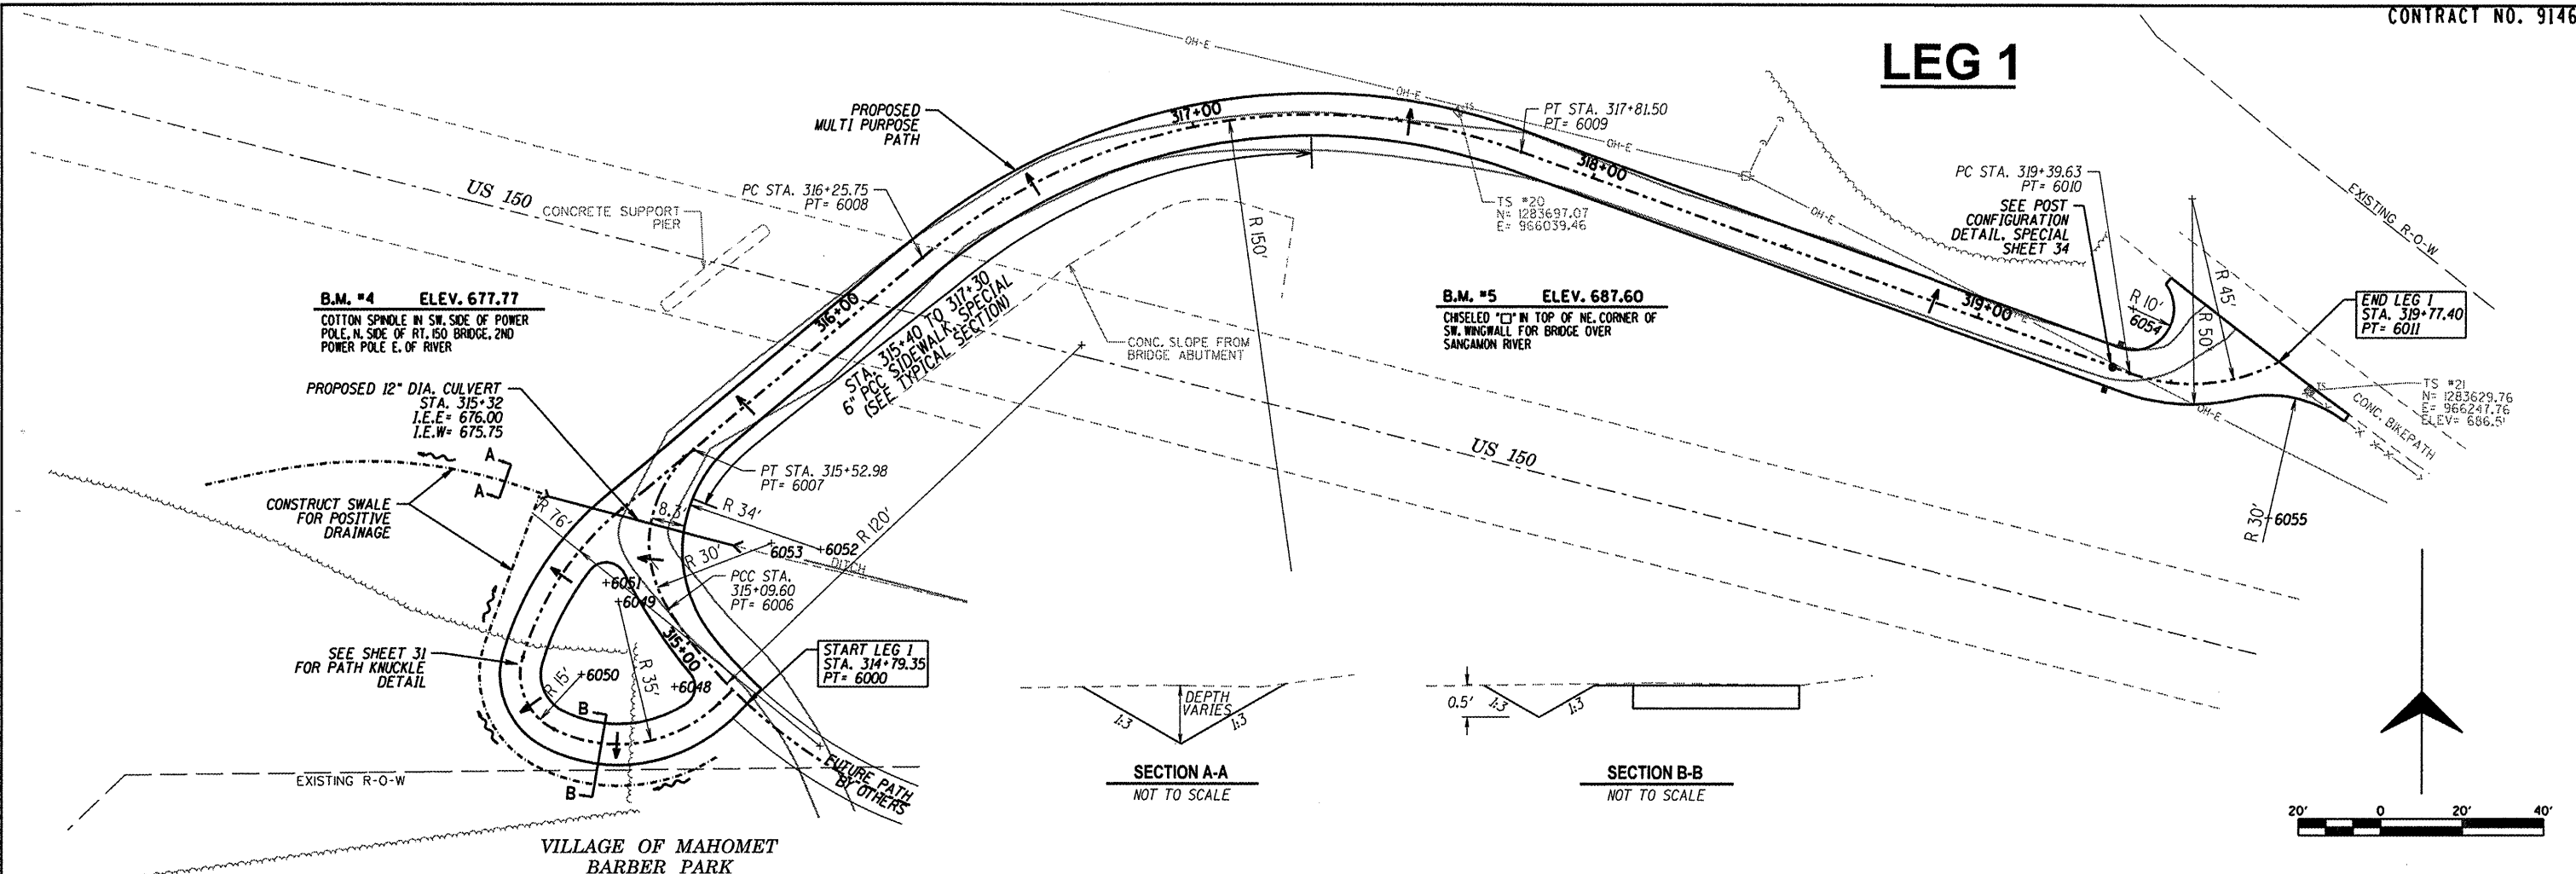 CONTRACT NO. 9146
LEG 1
OH-E
PROPOSED
MULTI PURPOSE
PATH
317+00
OH-E
TS
PT STA. 317+81.50
PT= 6009
OH-E
318+00
PC STA. 316+25.75
PT= 6008
US 150
CONCRETE SUPPORT
PIER
TS #20
N= 1283697.07
E= 966039.46
OH-E
PC STA. 319+39.63
PT= 6010
SEE POST
CONFIGURATION
DETAIL, SPECIAL
SHEET 34
EXISTING R-O-W
R 150'
B.M. #4 ELEV. 677.77
COTTON SPINDLE IN SW. SIDE OF POWER
POLE, N. SIDE OF RT. 150 BRIDGE, 2ND
POWER POLE E. OF RIVER
316+00
STA. 315+40 TO 317+30
6" PCC SIDEWALK, SPECIAL
(SEE TYPICAL SECTION)
CONC. SLOPE FROM
BRIDGE ABUTMENT
B.M. #5 ELEV. 687.60
CHISELED "□" IN TOP OF NE. CORNER OF
SW. WINGWALL FOR BRIDGE OVER
SANGAMON RIVER
319+00
R 10'
6054
R 45'
R 50'
END LEG 1
STA. 319+77.40
PT= 6011
TS
TS #21
N= 1283629.76
E= 966247.76
ELEV= 686.5
CONC. BIKEPATH
OH-E
PROPOSED 12" DIA. CULVERT
STA. 315+32
I.E.E= 676.00
I.E.W= 675.75
A
A
CONSTRUCT SWALE
FOR POSITIVE
DRAINAGE
PT STA. 315+52.98
PT= 6007
R 76'
8.3'
R 34'
R 120'
US 150
R 30'
6055
R 30'
6053
6052
DITCH
6051
6049
PCC STA.
315+09.60
PT= 6006
SEE SHEET 31
FOR PATH KNUCKLE
DETAIL
315+00
START LEG 1
STA. 314+79.35
PT= 6000
R 15'
6050
R 35'
6048
B
B
DEPTH
VARIES
1:3
1:3
0.5'
1:3
1:3
SECTION A-A
NOT TO SCALE
SECTION B-B
NOT TO SCALE
EXISTING R-O-W
FUTURE PATH
BY OTHERS
20' 0 20' 40'
VILLAGE OF MAHOMET
BARBER PARK